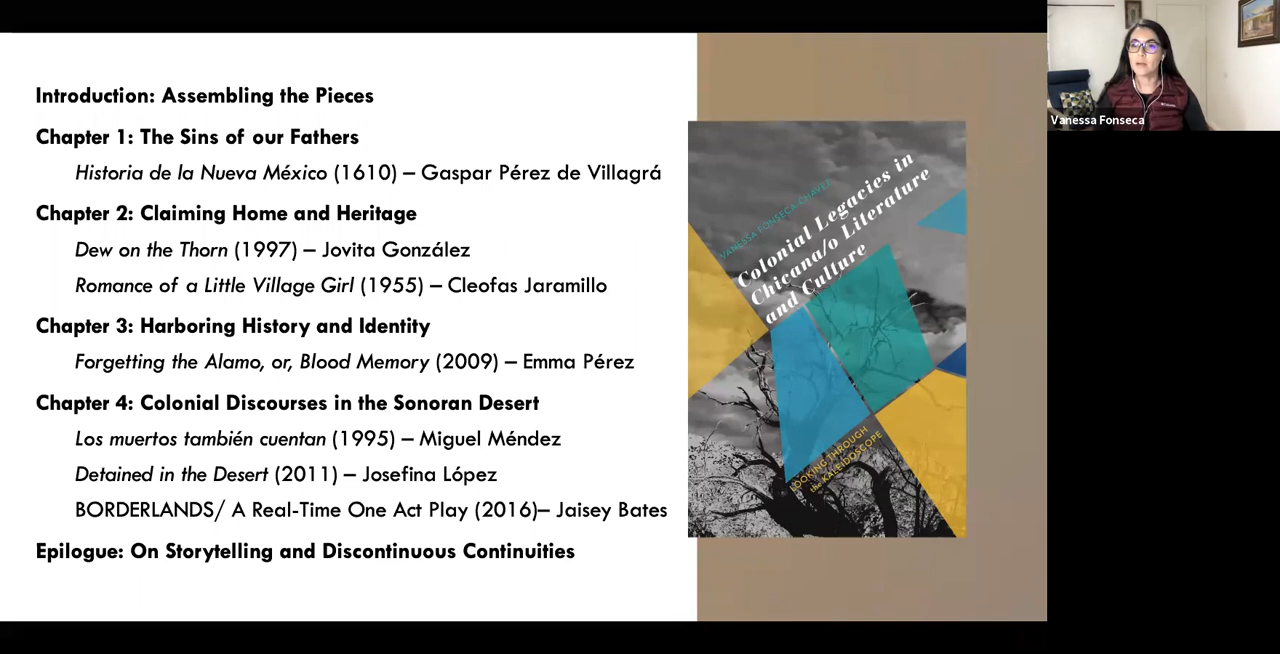 Introduction: Assembling the Pieces
Chapter 1: The Sins of our Fathers
Historia de la Nueva México (1610) – Gaspar Pérez de Villagrá
Chapter 2: Claiming Home and Heritage
Dew on the Thorn (1997) – Jovita González
Romance of a Little Village Girl (1955) – Cleofas Jaramillo
Chapter 3: Harboring History and Identity
Forgetting the Alamo, or, Blood Memory (2009) – Emma Pérez
Chapter 4: Colonial Discourses in the Sonoran Desert
Los muertos también cuentan (1995) – Miguel Méndez
Detained in the Desert (2011) – Josefina López
BORDERLANDS/ A Real-Time One Act Play (2016)– Jaisey Bates
Epilogue: On Storytelling and Discontinuous Continuities
VANESSA FONSECA-CHÁVEZ
Colonial Legacies in
Chicana/o Literature
and Culture
LOOKING THROUGH
the KALEIDOSCOPE
Vanessa Fonseca